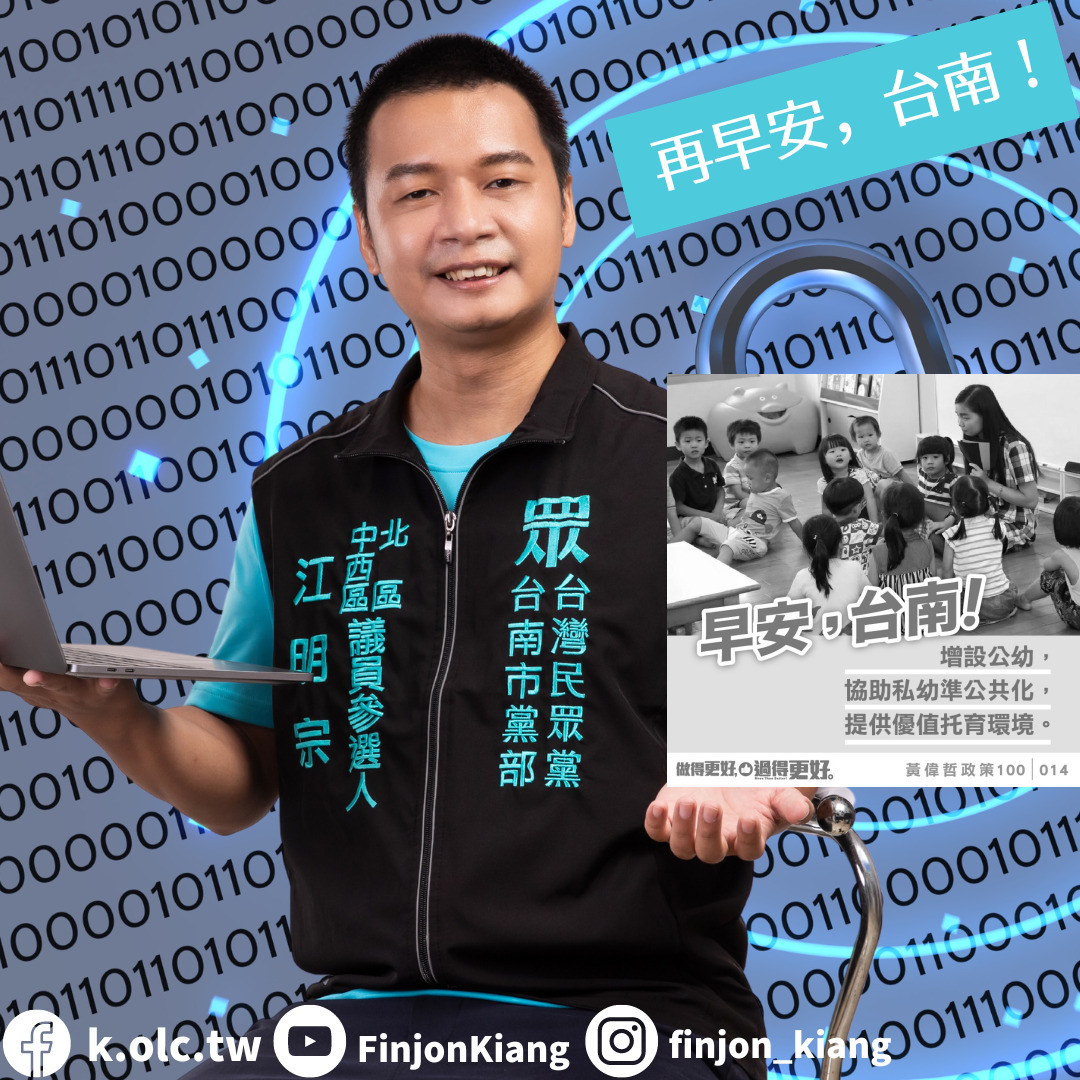 再早安，台南！
北區
中西區
議員參選人
江明宗
眾
台灣民眾黨
台南市黨部
早安，台南!
增設公幼，
協助私幼準公共化，
提供優值托育環境。
做得更好,過得更好。
黃偉哲政策100｜014
k.olc.tw
FinjonKiang
finjon_kiang